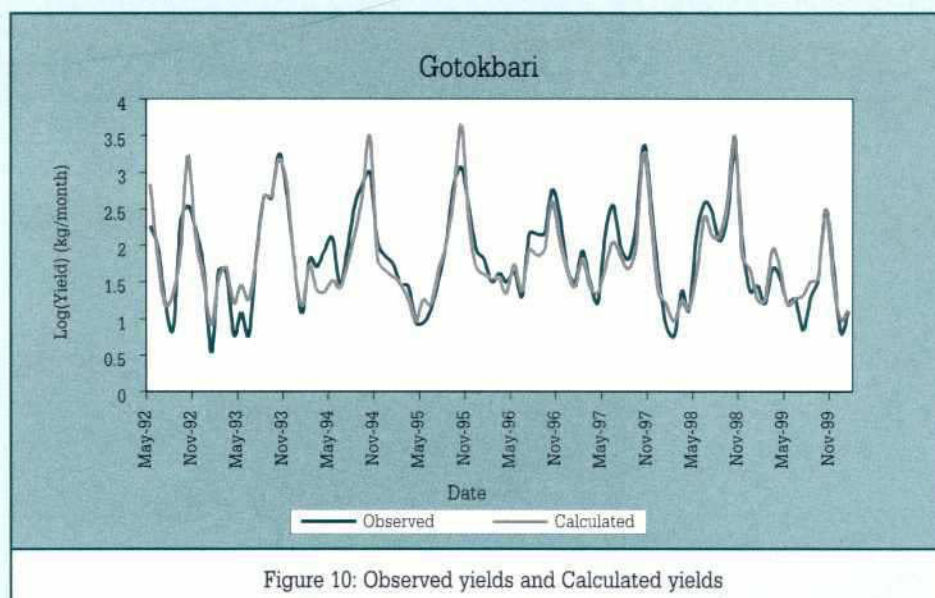 Gotokbari
Log(Yield) (kg/month)
4
3.5
3
2.5
2
1.5
1
0.5
0
May-92
Nov-92
May-93
Nov-93
May-94
Nov-94
May-95
Nov-95
May-96
Nov-96
May-97
Nov-97
May-98
Nov-98
May-99
Nov-99
Date
Observed Calculated
Figure 10: Observed yields and Calculated yields